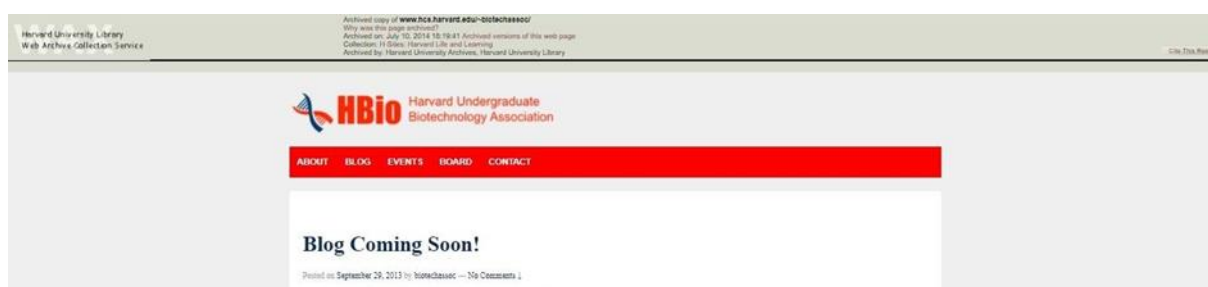 Harvard University Library
Web Archive Collection Service
Archived copy of www.hcs.harvard.edu/~biotechassoc/
Why was this page archived?
Archived on: July 10, 2014 18:19:41 Archived versions of this web page
Collection: H-Sites: Harvard Life and Learning
Archived by: Harvard University Archives, Harvard University Library
Cite This
HBio Harvard Undergraduate
Biotechnology Association
ABOUT BLOG EVENTS BOARD CONTACT
Blog Coming Soon!
Posted on September 29, 2013 by biotechassoc — No Comments ↓